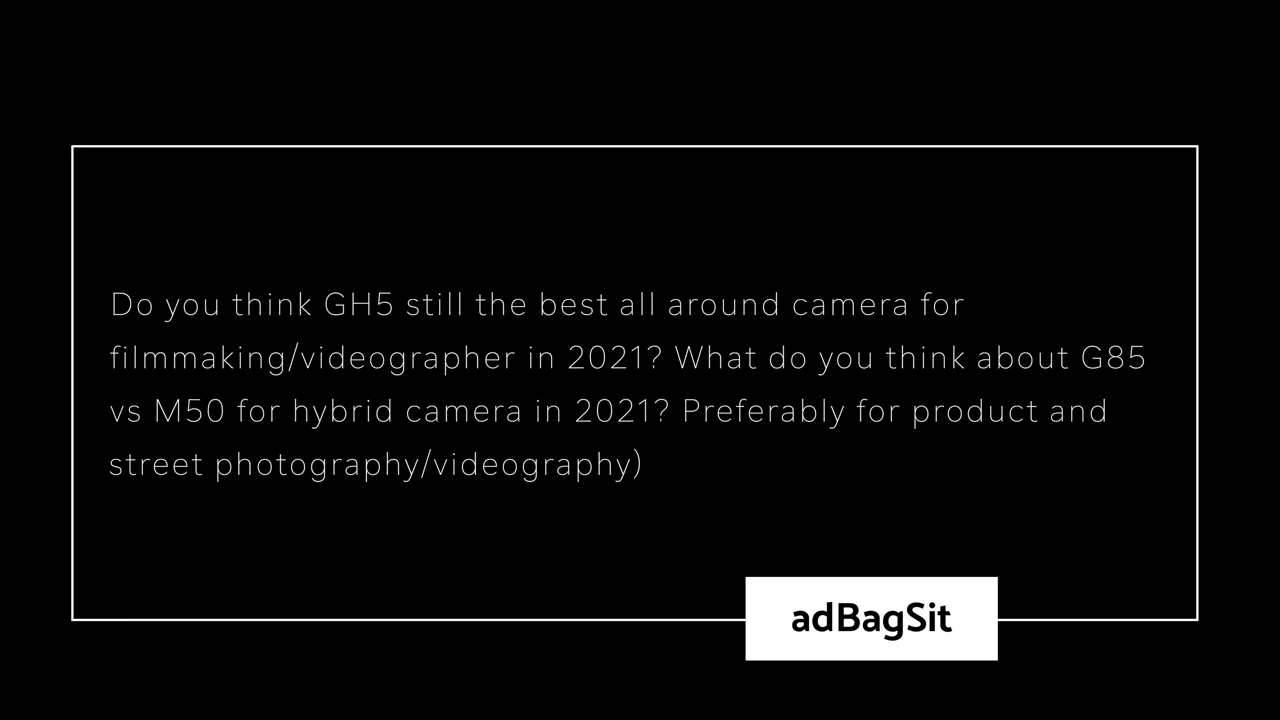 Do you think GH5 still the best all around camera for
filmmaking/videographer in 2021? What do you think about G85
vs M50 for hybrid camera in 2021? Preferably for product and
street photography/videography)
adBagSit